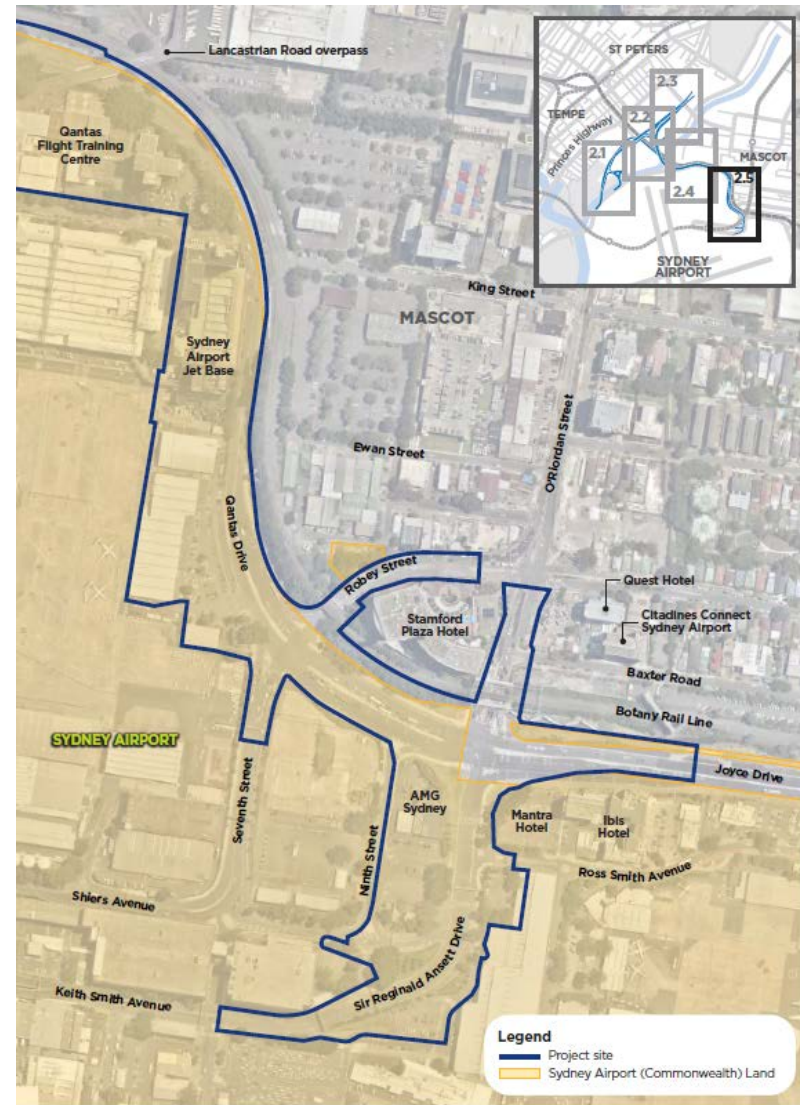 Lancastrian Road overpass
Qantas
Flight Training
Centre
ST PETERS
2.3
TEMPE
2.2
Princes Highway
2.1
MASCOT
2.5
2.4
SYDNEY
AIRPORT
King Street
MASCOT
Sydney
Airport
Jet Base
O'Riordan Street
Ewan Street
Qantas Drive
Robey Street
Quest Hotel
Stamford
Plaza Hotel
Citadines Connect
Sydney Airport
Baxter Road
Botany Rail Line
SYDNEY AIRPORT
Joyce Drive
Seventh Street
AMG
Sydney
Mantra
Hotel
Ibis
Hotel
Ninth Street
Ross Smith Avenue
Shiers Avenue
Sir Reginald Ansett Drive
Keith Smith Avenue
Legend
Project site
Sydney Airport (Commonwealth) Land